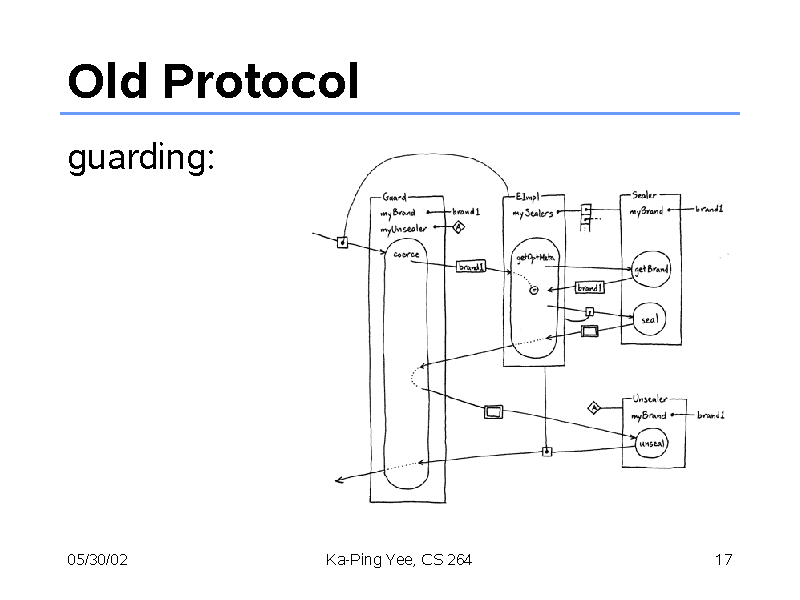 Old Protocol
guarding:
Guard
myBrand
brand1
myUnsealer
A
coerce
brand1
EImpl
mySealers
=
brand1
Sealer
myBrand
brand1
getBrand
seal
A
Unsealer
myBrand
brand1
unseal
05/30/02
Ka-Ping Yee, CS 264
17